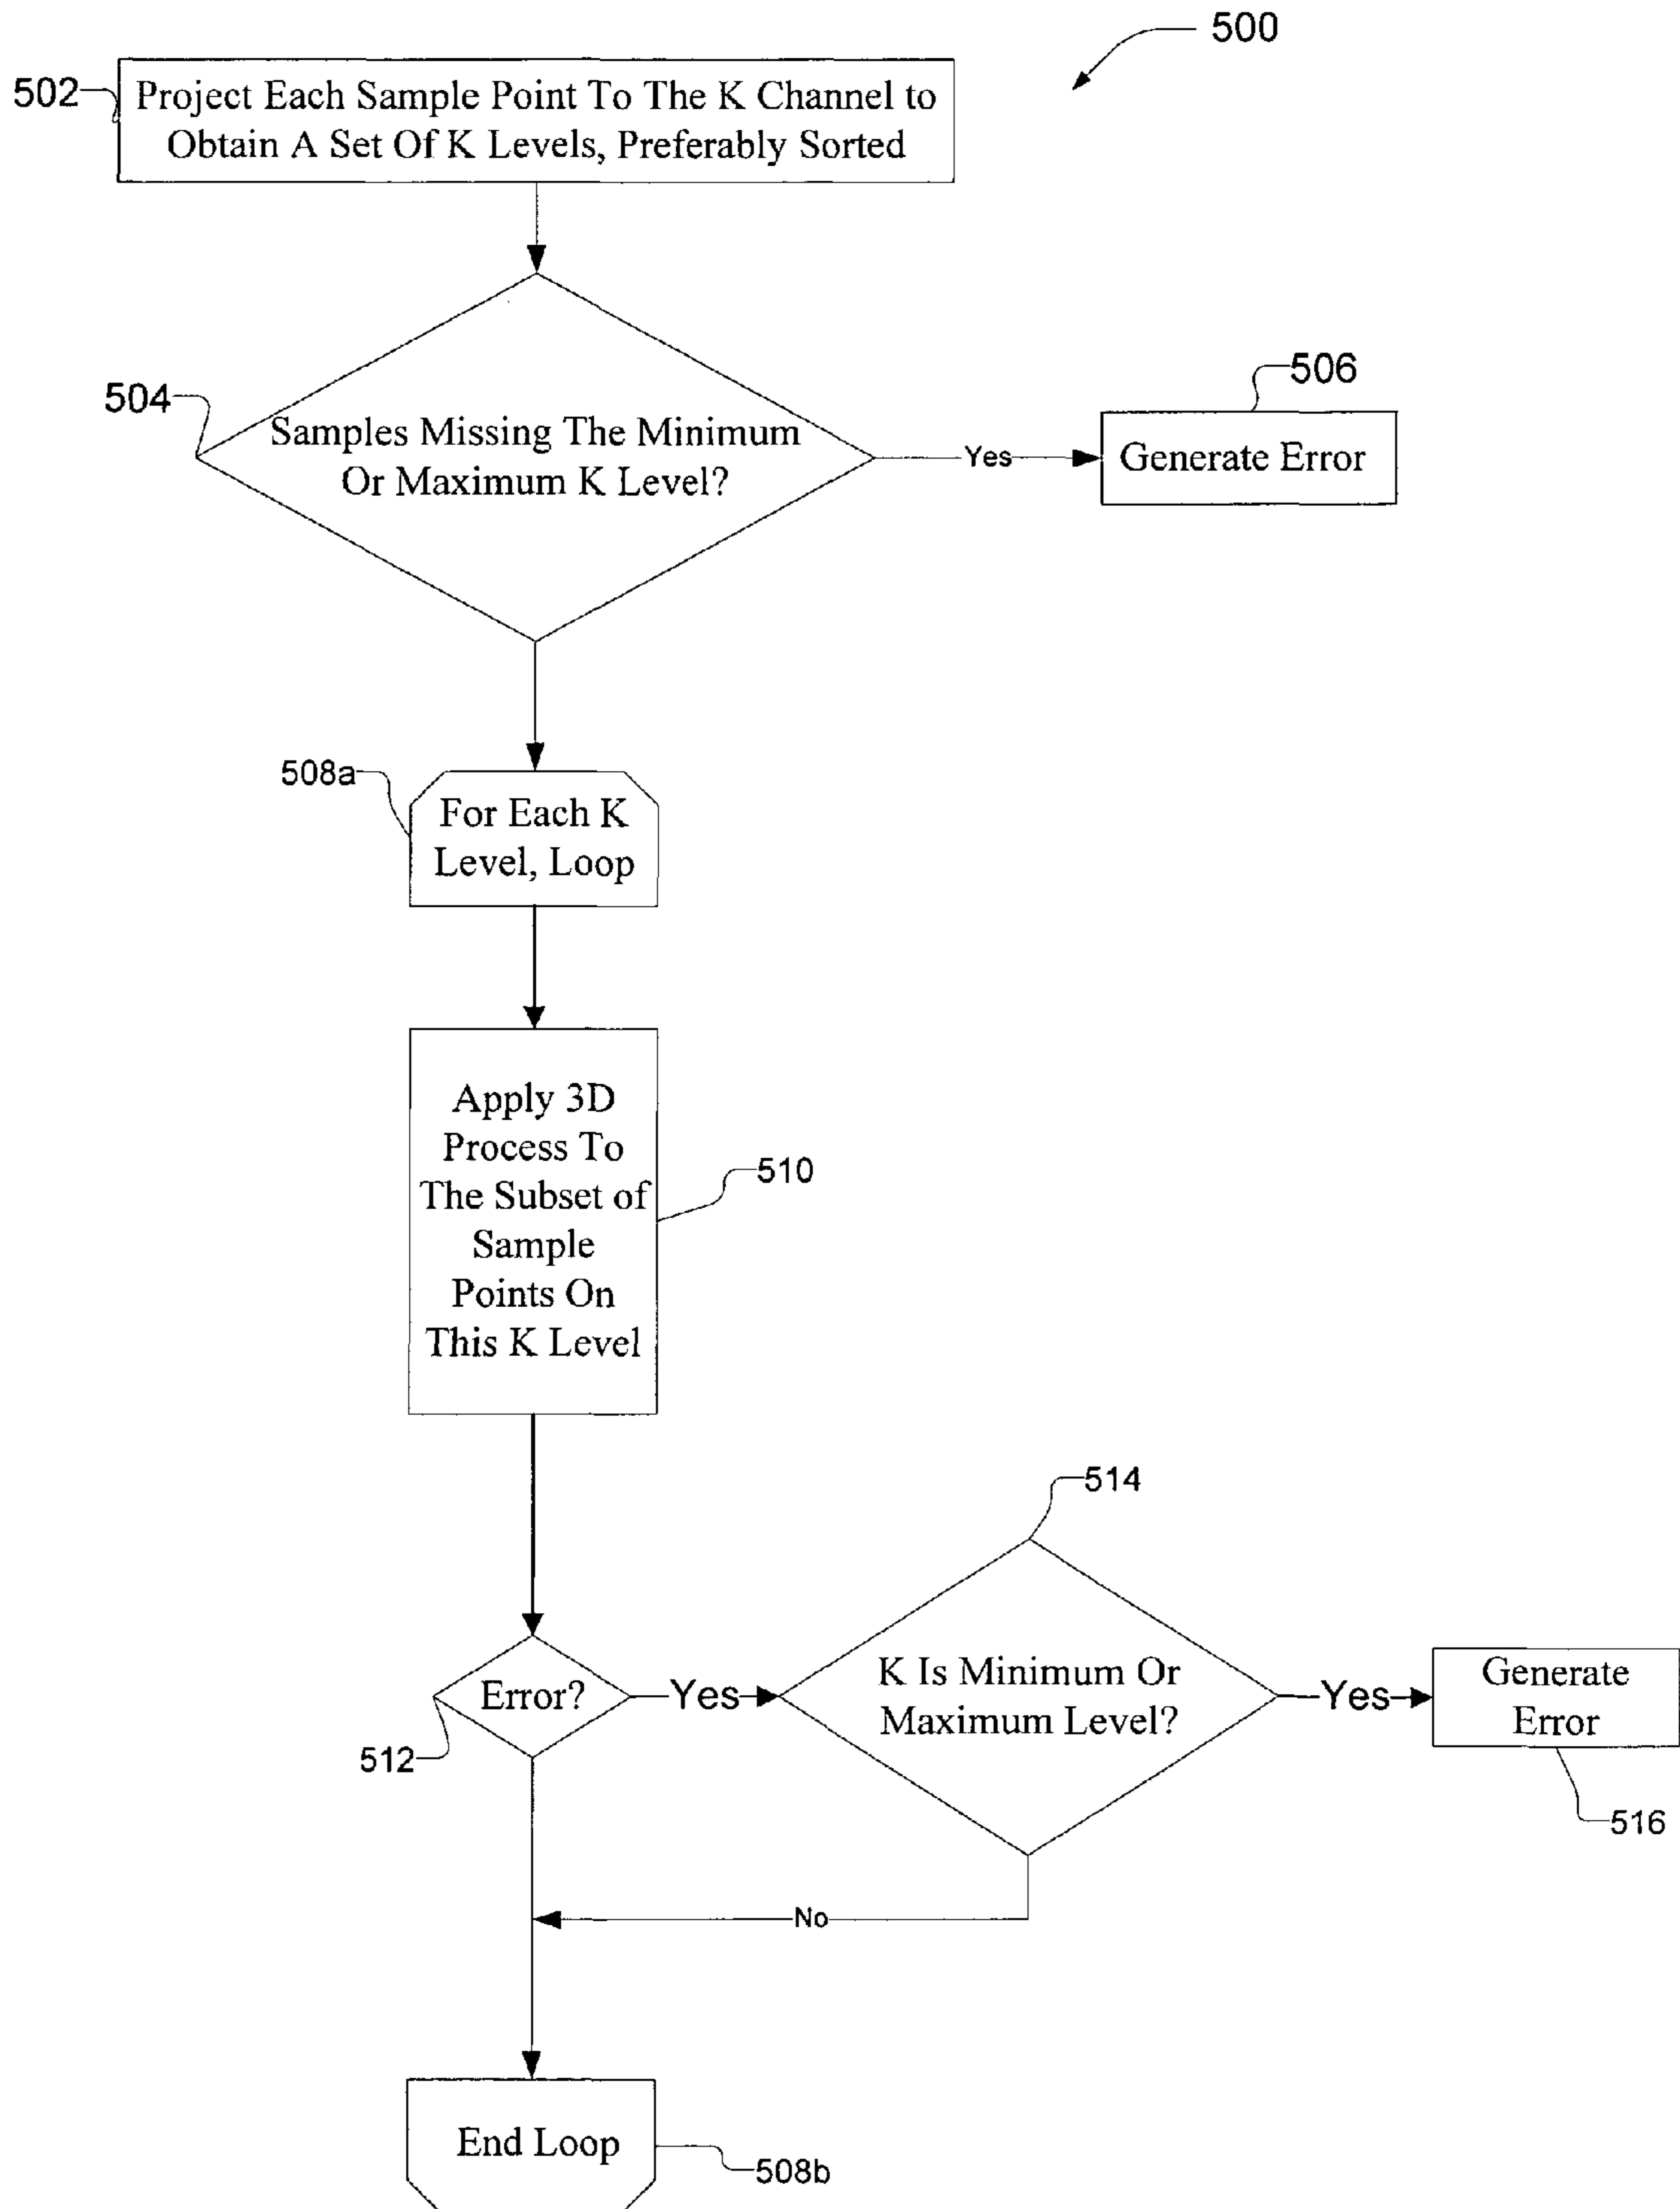 500
502
Project Each Sample Point To The K Channel to
Obtain A Set Of K Levels, Preferably Sorted
504
Samples Missing The Minimum
Or Maximum K Level?
Yes
506
Generate Error
508a
For Each K
Level, Loop
Apply 3D
Process To
The Subset of
Sample
Points On
This K Level
510
514
Error?
Yes
K Is Minimum Or
Maximum Level?
Yes
Generate
Error
512
516
No
End Loop
508b